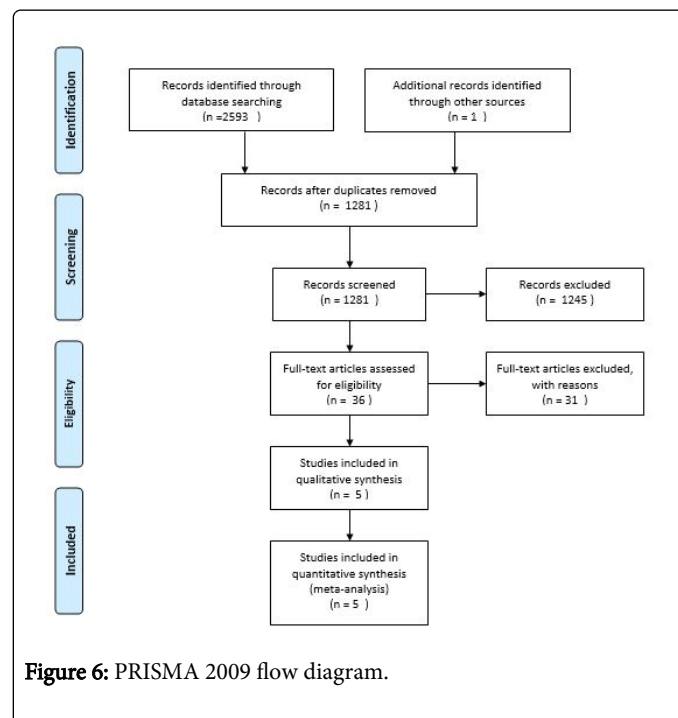 Identification
Records identified through
database searching
(n =2593   )
Additional records identified
through other sources
(n = 1  )
Records after duplicates removed
(n =  1281 )
Screening
Records screened
(n = 1281  )
Records excluded
(n =  1245 )
Eligibility
Full-text articles assessed
for eligibility
(n =  36  )
Full-text articles excluded,
with reasons
(n = 31  )
Studies included in
qualitative synthesis
(n =  5  )
Included
Studies included in
quantitative synthesis
(meta-analysis)
(n = 5   )
Figure 6: PRISMA 2009 flow diagram.